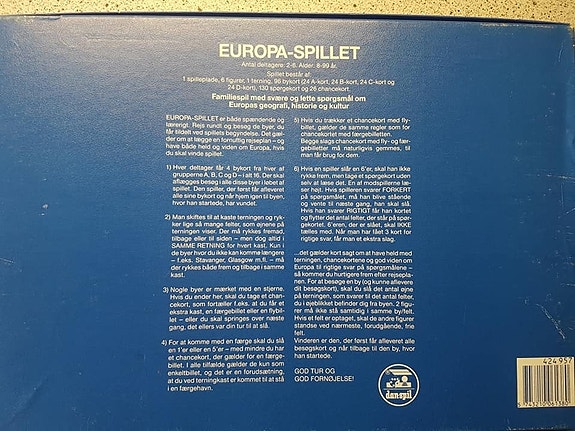 EUROPA-SPILLET
Antal deltagere: 2-6. Alder: 8-99 år.
Spillet består af:
1 spilleplade, 6 figurer, 1 terning, 96 bykort (24 A-kort, 24 B-kort, 24 C-kort og
24 D-kort), 130 spørgekort og 26 chancekort.
Familiespil med svære og lette spørgsmål om
Europas geografi, historie og kultur
EUROPA-SPILLET er både spændende og
lærerigt. Rejs rundt og besøg de byer, du
får tildelt ved spillets begyndelse. Det gæl-
der om at lægge en fornuftig rejseplan – og
have både held og viden om Europa, hvis
du skal vinde spillet.
1) Hver deltager får 4 bykort fra hver af
grupperne A, B, C og D – i alt 16. Der skal
aflægges besøg i alle disse byer i løbet af
spillet. Den spiller, der først får afleveret
alle sine bykort og når hjem igen til byen,
hvor han startede, har vundet.
2) Man skiftes til at kaste terningen og ryk-
ker lige så mange felter, som øjnene på
terningen viser. Der må rykkes fremad,
tilbage eller til siden – men dog altid i
SAMME RETNING for hvert kast. Kun i
de byer hvor du ikke kan komme længere
– f.eks. Stavanger, Glasgow m.fl. – må
der rykkes både frem og tilbage i samme
kast.
3) Nogle byer er mærket med en stjerne.
Hvis du ender her, skal du tage et chan-
cekort, som fortæller f.eks. at du får et
ekstra kast, en færgebillet eller en flybil-
let – eller du skal springes over næste
gang, det ellers var din tur til at slå.
4) For at komme med en færge skal du slå
en 1'er eller en 5'er – med mindre du har
et chancekort, der gælder for en færge-
billet. I alle tilfælde gælder de kun som
enkeltbillet, og det er en forudsætning,
at du ved terningkast er kommet til at stå i
en færgehavn.
5) Hvis du trækker et chancekort med fly-
billet, gælder de samme regler som for
chancekortet med færgebilletten.
Begge slags chancekort med fly- og fær-
gebilletter må naturligvis gemmes, til
man får brug for dem.
6) Hvis en spiller slår en 6'er, skal han ikke
rykke frem, men tage et spørgekort uden
selv at læse det. En af modspillerne læ-
ser højt. Hvis spilleren svarer FORKERT
på spørgsmålet, må han blive stående
og vente til næste gang, han skal slå.
Hvis han svarer RIGTIGT får han kortet
og flytter det antal felter, der står på spør-
gekortet, 6'eren, der er slået, skal IKKE
tælles med. Når man har fået 3 kort for
rigtige svar, får man et ekstra slag.
...det gælder kort sagt om at have held med
terningen, chancekortene og god viden om
Europa til rigtige svar på spørgsmålene –
så kommer du hurtigere frem efter rejsepla-
nen. For at besøge en by (og kunne aflevere
dit besøgskort), skal du slå det antal øjne
på terningen, som svarer til det antal felter,
du i øjeblikket befinder dig fra byen. 2 figu-
rer må ikke stå samtidig i samme by/felt.
Hvis et felt er optaget, skal de andre figurer
standse ved nærmeste, forudgående, frie
felt.
Vinderen er den, der først får afleveret alle
besøgskort og når tilbage til den by, hvor
han startede.
GOD TUR OG
GOD FORNØJELSE!
dan-spil
424 957